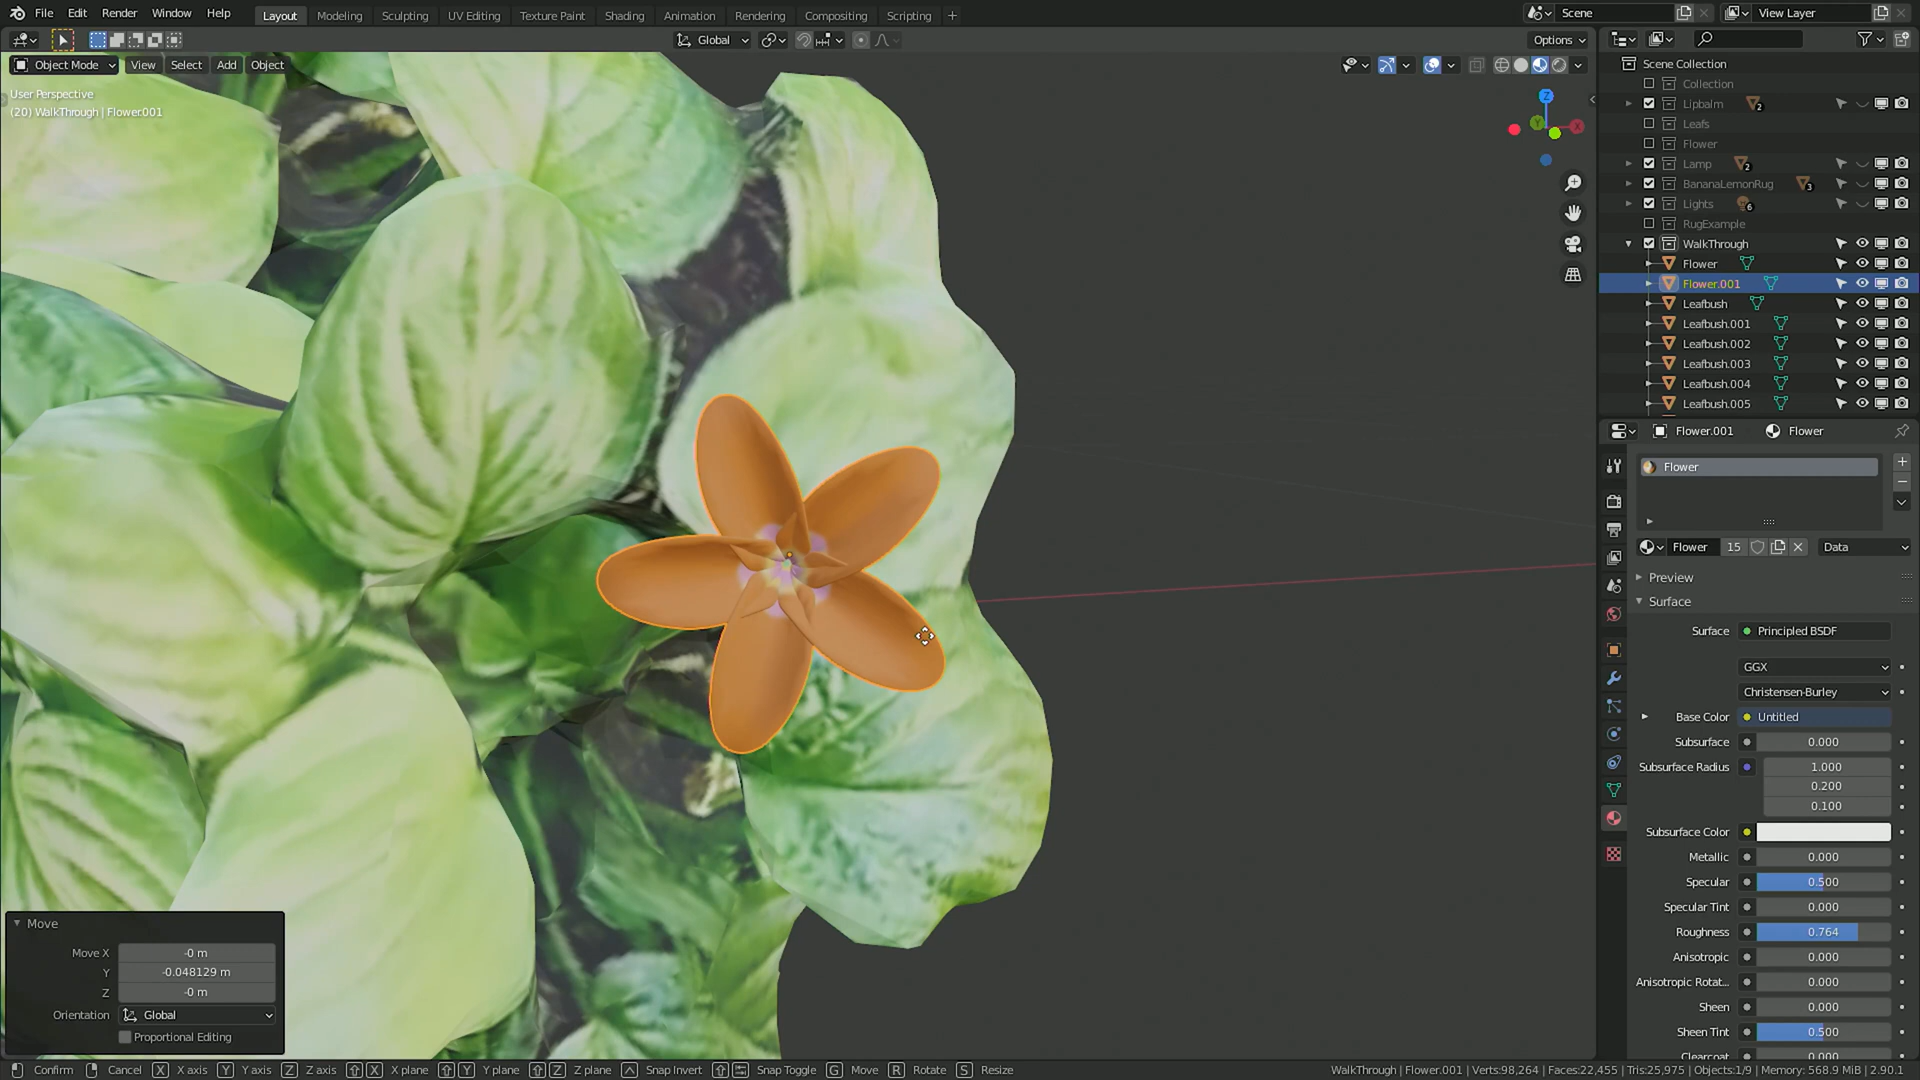 File Edit Render Window Help Layout Modeling Sculpting UV Editing Texture Paint Shading Animation Rendering Compositing Scripting + Scene View Layer
Global Options
Object Mode View Select Add Object
User Perspective
(20) WalkThrough | Flower.001
Z
Y
X
Scene Collection
Collection
Lipbalm 2
Leafs
Flower
Lamp 2
BananaLemonRug 3
Lights 6
RugExample
WalkThrough
Flower
Flower.001
Leafbush
Leafbush.001
Leafbush.002
Leafbush.003
Leafbush.004
Leafbush.005
Flower.001 Flower
Flower
Flower 15 Data
Preview
Surface
Surface Principled BSDF
GGX
Christensen-Burley
Base Color Untitled
Subsurface 0.000
Subsurface Radius 1.000
0.200
0.100
Subsurface Color
Metallic 0.000
Specular 0.500
Specular Tint 0.000
Roughness 0.764
Anisotropic 0.000
Anisotropic Rotat... 0.000
Sheen 0.000
Sheen Tint 0.500
Clearcoat 0.000
Move
Move X -0 m
Y -0.048129 m
Z -0 m
Orientation Global
Proportional Editing
Confirm Cancel X X axis Y Y axis Z Z axis X X plane Y Y plane Z Z plane Snap Invert Snap Toggle G Move R Rotate S Resize WalkThrough | Flower.001 | Verts:98,264 | Faces:22,455 | Tris:25,975 | Objects:1/9 | Memory: 568.9 MiB | 2.90.1